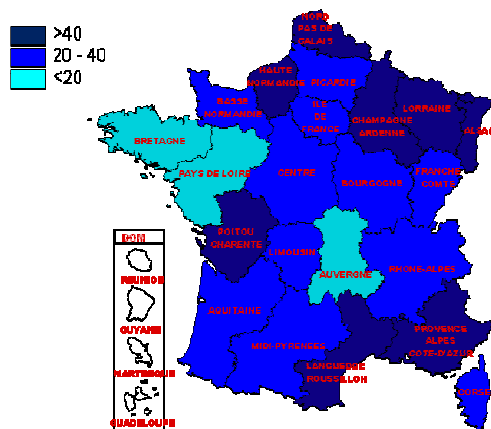 >40
20 - 40
<20
NORD
PAS DE
CALAIS
HAUTE
NORMANDIE
PICARDIE
BASSE
NORMANDIE
ILE
DE
FRANCE
CHAMPAGNE
ARDENNE
LORRAINE
ALSAC
BRETAGNE
PAYS DE LOIRE
CENTRE
BOURGOGNE
FRANCHE
COMTE
POITOU
CHARENTE
LIMOUSIN
AUVERGNE
RHONE-ALPES
AQUITAINE
MIDI-PYRENEES
LANGUEDOC
ROUSSILLON
PROVENCE
ALPES
COTE-D'AZUR
CORSE
DOM
REUNION
GUYANE
MARTINIQUE
GUADELOUPE